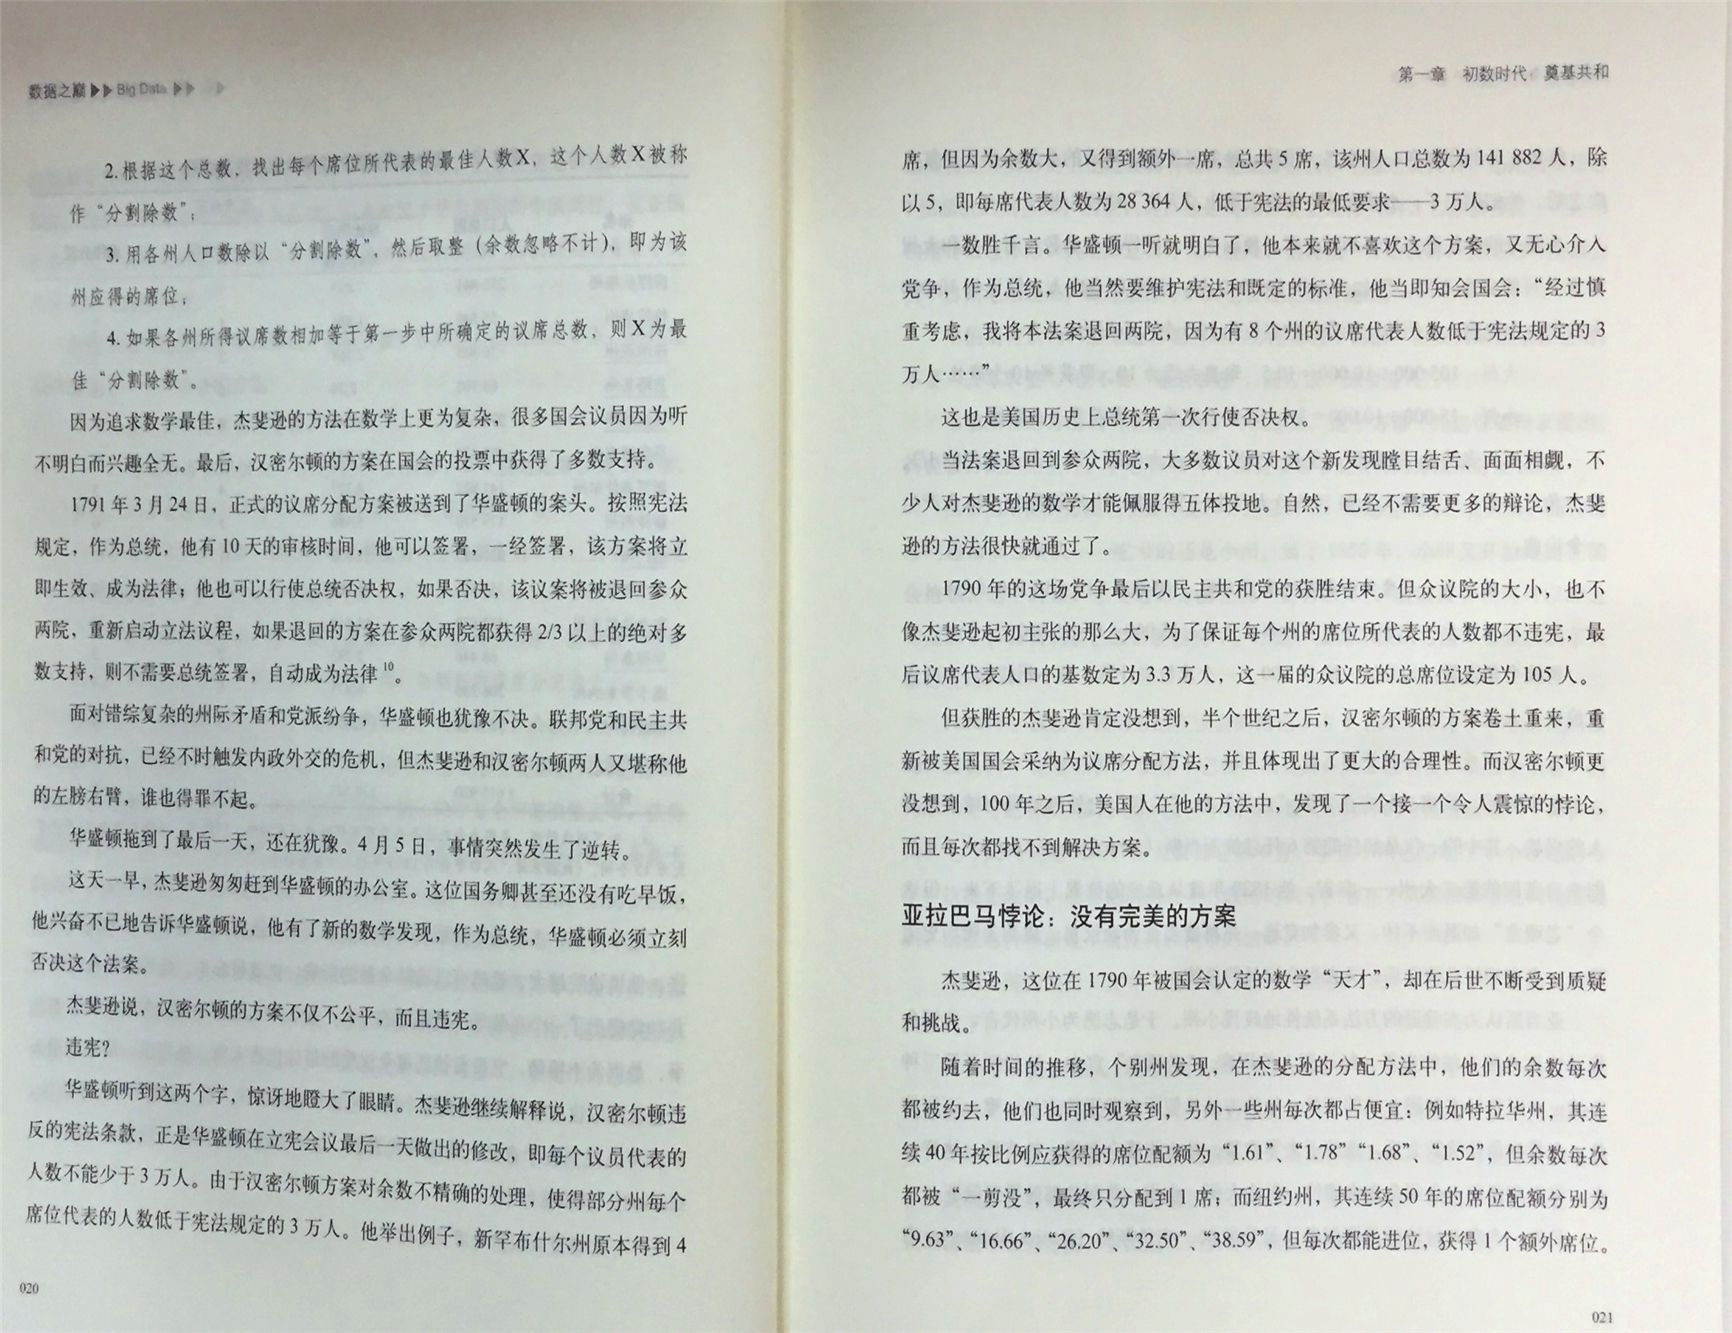 数据之巅 Big Data
2.根据这个总数，找出每个席位所代表的最佳人数X，这个人数X被称
作“分割除数”；
3.用各州人口数除以“分割除数”，然后取整（余数忽略不计），即为该
州应得的席位；
4.如果各州所得议席数相加等于第一步中所确定的议席总数，则X为最
佳“分割除数”。
因为追求数学最佳，杰斐逊的方法在数学上更为复杂，很多国会议员因为听
不明白而兴趣全无。最后，汉密尔顿的方案在国会的投票中获得了多数支持。
1791年3月24日，正式的议席分配方案被送到了华盛顿的案头。按照宪法
规定，作为总统，他有10天的审核时间，他可以签署，一经签署，该方案将立
即生效、成为法律；他也可以行使总统否决权，如果否决，该议案将被退回参众
两院，重新启动立法议程，如果退回的方案在参众两院都获得2/3以上的绝对多
数支持，则不需要总统签署，自动成为法律10。
面对错综复杂的州际矛盾和党派纷争，华盛顿也犹豫不决。联邦党和民主共
和党的对抗，已经不时触发内政外交的危机，但杰斐逊和汉密尔顿两人又堪称他
的左膀右臂，谁也得罪不起。
华盛顿拖到了最后一天，还在犹豫。4月5日，事情突然发生了逆转。
这天一早，杰斐逊匆匆赶到华盛顿的办公室。这位国务卿甚至还没有吃早饭，
他兴奋不已地告诉华盛顿说，他有了新的数学发现，作为总统，华盛顿必须立刻
否决这个法案。
杰斐逊说，汉密尔顿的方案不仅不公平，而且违宪。
违宪？
华盛顿听到这两个字，惊讶地瞪大了眼睛。杰斐逊继续解释说，汉密尔顿违
反的宪法条款，正是华盛顿在立宪会议最后一天做出的修改，即每个议员代表的
人数不能少于3万人。由于汉密尔顿方案对余数不精确的处理，使得部分州每个
席位代表的人数低于宪法规定的3万人。他举出例子，新罕布什尔州原本得到4
020
第一章 初数时代：奠基共和
席，但因为余数大，又得到额外一席，总共5席，该州人口总数为141 882人，除
以5，即每席代表人数为28 364人，低于宪法的最低要求——3万人。
一数胜千言。华盛顿一听就明白了，他本来就不喜欢这个方案，又无心介入
党争，作为总统，他当然要维护宪法和既定的标准，他当即知会国会：“经过慎
重考虑，我将本法案退回两院，因为有8个州的议席代表人数低于宪法规定的3
万人……”
这也是美国历史上总统第一次行使否决权。
当法案退回到参众两院，大多数议员对这个新发现瞠目结舌、面面相觑，不
少人对杰斐逊的数学才能佩服得五体投地。自然，已经不需要更多的辩论，杰斐
逊的方法很快就通过了。
1790年的这场党争最后以民主共和党的获胜结束。但众议院的大小，也不
像杰斐逊起初主张的那么大，为了保证每个州的席位所代表的人数都不违宪，最
后议席代表人口的基数定为3.3万人，这一届的众议院的总席位设定为105人。
但获胜的杰斐逊肯定没想到，半个世纪之后，汉密尔顿的方案卷土重来，重
新被美国国会采纳为议席分配方法，并且体现出了更大的合理性。而汉密尔顿更
没想到，100年之后，美国人在他的方法中，发现了一个接一个令人震惊的悖论，
而且每次都找不到解决方案。
亚拉巴马悖论：没有完美的方案
杰斐逊，这位在1790年被国会认定的数学“天才”，却在后世不断受到质疑
和挑战。
随着时间的推移，个别州发现，在杰斐逊的分配方法中，他们的余数每次
都被约去，他们也同时观察到，另外一些州每次都占便宜：例如特拉华州，其连
续40年按比例应获得的席位配额为“1.61”、“1.78”“1.68”、“1.52”，但余数每次
都被“一剪没”，最终只分配到1席；而纽约州，其连续50年的席位配额分别为
“9.63”、“16.66”、“26.20”、“32.50”、“38.59”，但每次都能进位，获得1个额外席位。
021